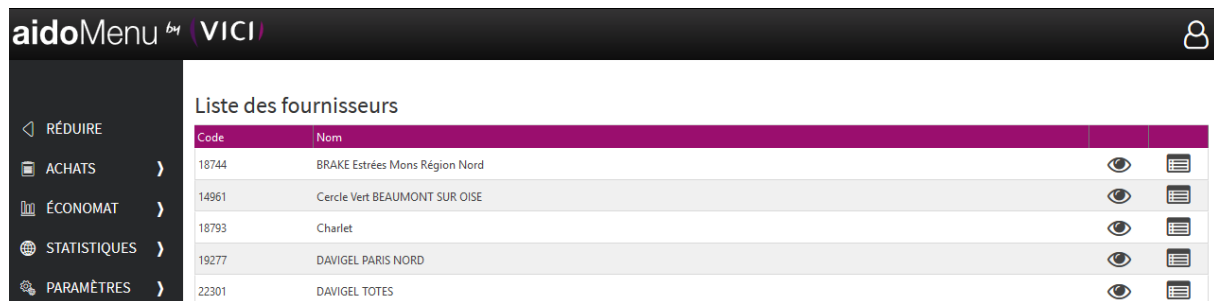 aidoMenu by (VICI)
Liste des fournisseurs
RÉDUIRE
ACHATS
ÉCONOMAT
STATISTIQUES
PARAMÈTRES
Code Nom
18744 BRAKE Estrées Mons Région Nord
14961 Cercle Vert BEAUMONT SUR OISE
18793 Charlet
19277 DAVIGEL PARIS NORD
22301 DAVIGEL TOTES